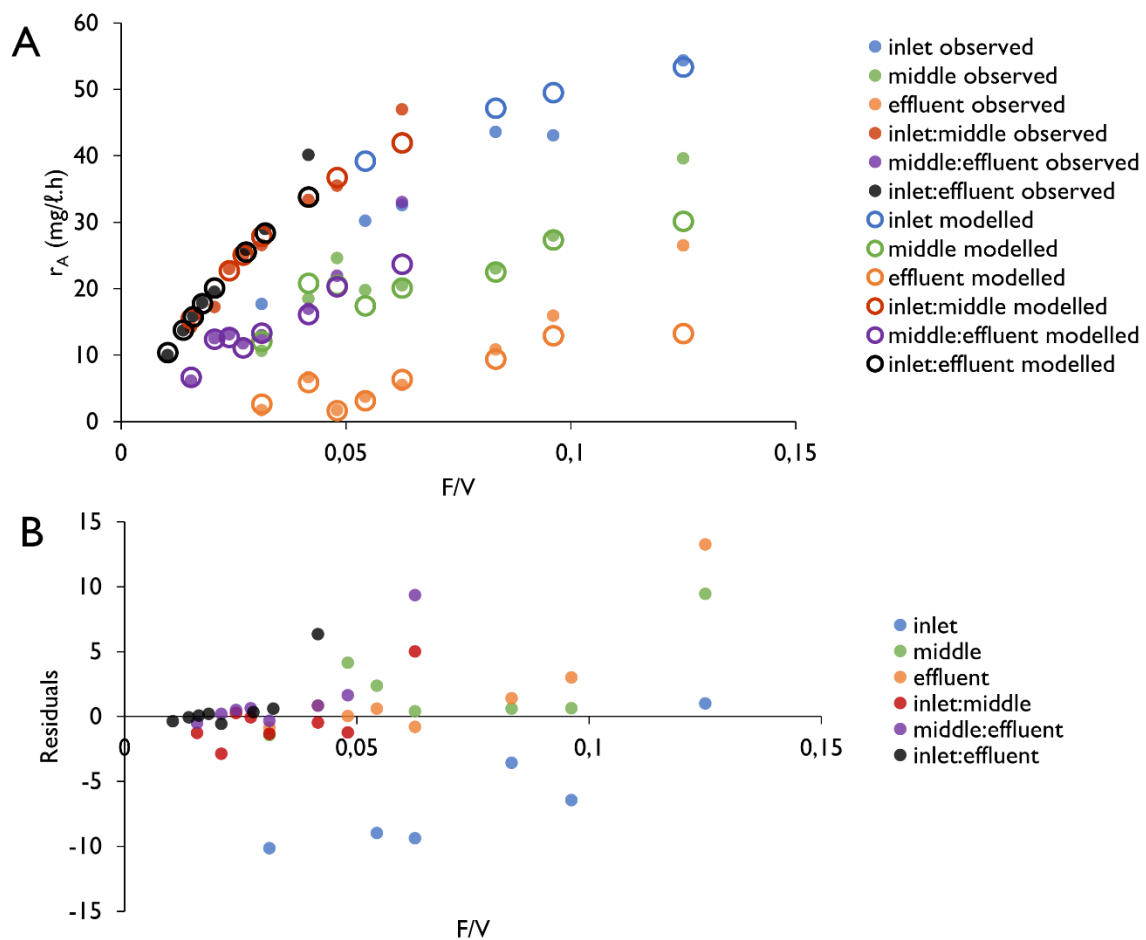 A
60
50
40
30
20
10
0
r_A (mg/ℓ.h)
0
0,05
0,1
0,15
F/V
inlet observed
middle observed
effluent observed
inlet:middle observed
middle:effluent observed
inlet:effluent observed
inlet modelled
middle modelled
effluent modelled
inlet:middle modelled
middle:effluent modelled
inlet:effluent modelled
B
15
10
5
0
-5
-10
-15
Residuals
0
0,05
0,1
0,15
F/V
inlet
middle
effluent
inlet:middle
middle:effluent
inlet:effluent